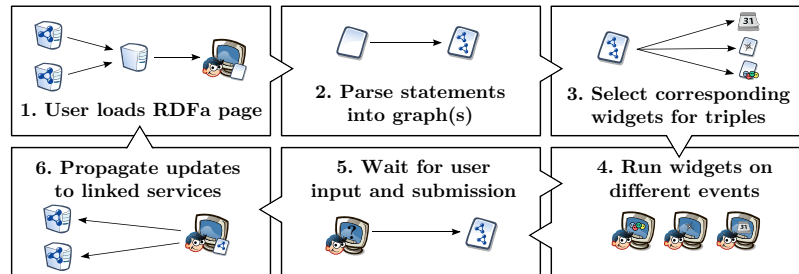 1. User loads RDFa page
2. Parse statements
into graph(s)
31
3. Select corresponding
widgets for triples
6. Propagate updates
to linked services
5. Wait for user
input and submission
?
4. Run widgets on
different events
31